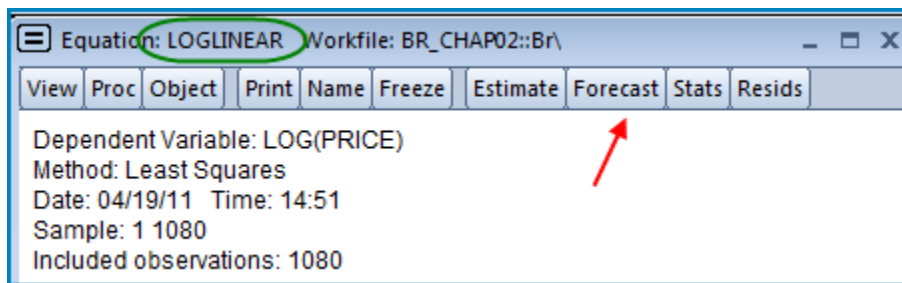 Equation: LOGLINEAR Workfile: BR_CHAP02::Br\
View Proc Object Print Name Freeze Estimate Forecast Stats Resids
Dependent Variable: LOG(PRICE)
Method: Least Squares
Date: 04/19/11 Time: 14:51
Sample: 1 1080
Included observations: 1080